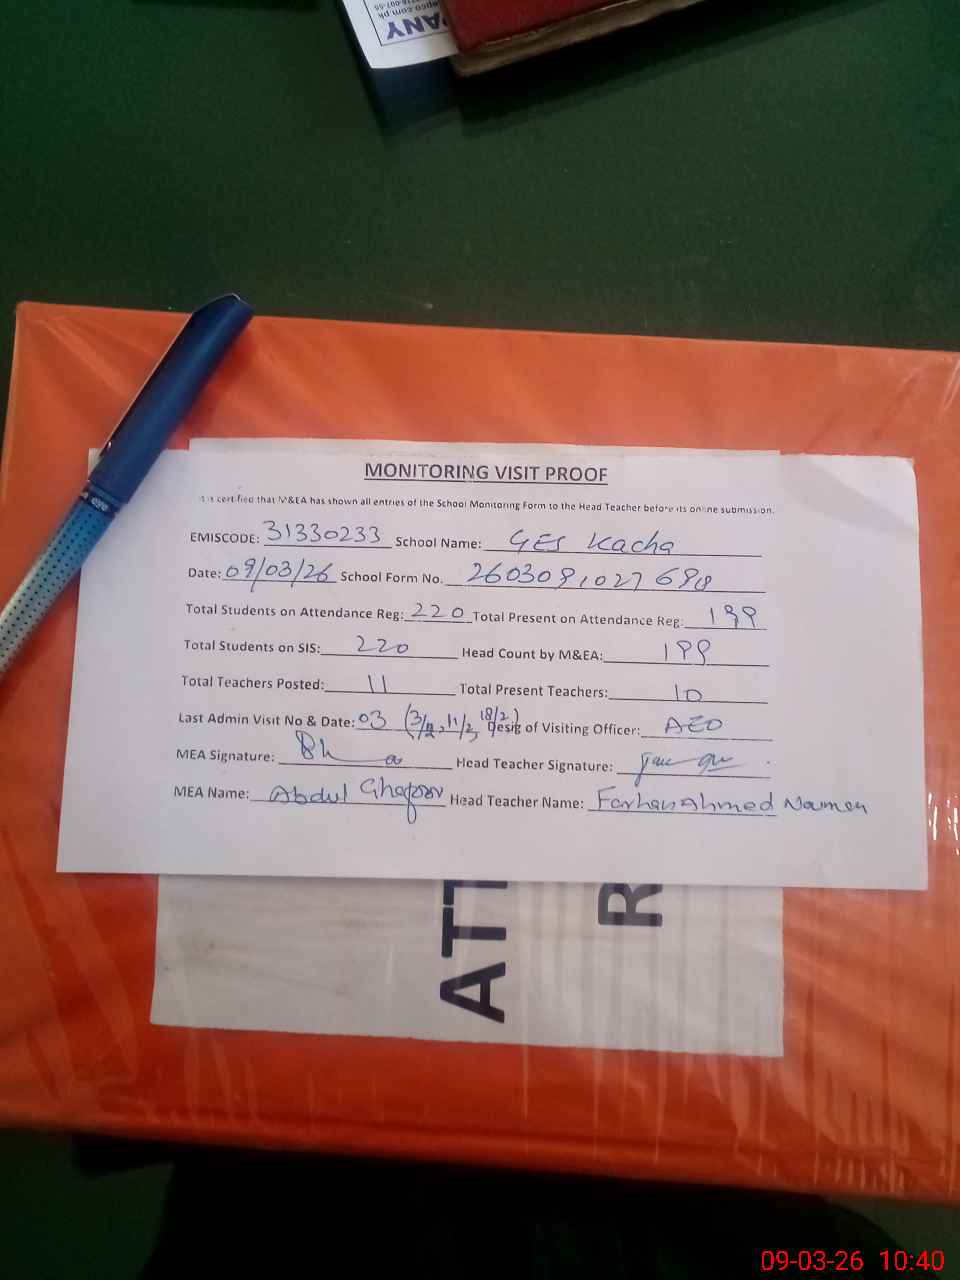 PANY
MONITORING VISIT PROOF
It is certified that M&EA has shown all entries of the School Monitoring Form to the Head Teacher before its online submission.
EMISCODE: 31330233 School Name: GES Kacha
Date: 09/03/26 School Form No.
Total Students on Attendance Reg: 220 Total Present on Attendance Reg: 199
Total Students on SIS: 220 Head Count by M&EA: 199
Total Teachers Posted: 11 Total Present Teachers: 10
Last Admin Visit No & Date: 03 (3/2, 11/2, 18/2) Desig of Visiting Officer: AEO
MEA Signature: Head Teacher Signature:
MEA Name: Abdul Ghafoor Head Teacher Name: Farhan Ahmed Nauman
ATT
R
09-03-26 10:40